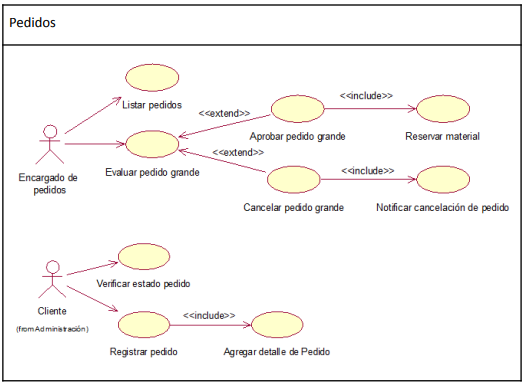 Pedidos
Listar pedidos
<<include>>
<<extend>>
Aprobar pedido grande
Reservar material
Encargado de
pedidos
Evaluar pedido grande
<<extend>>
<<include>>
Cancelar pedido grande
Notificar cancelación de pedido
Verificar estado pedido
Cliente
(from Administración)
<<include>>
Registrar pedido
Agregar detalle de Pedido